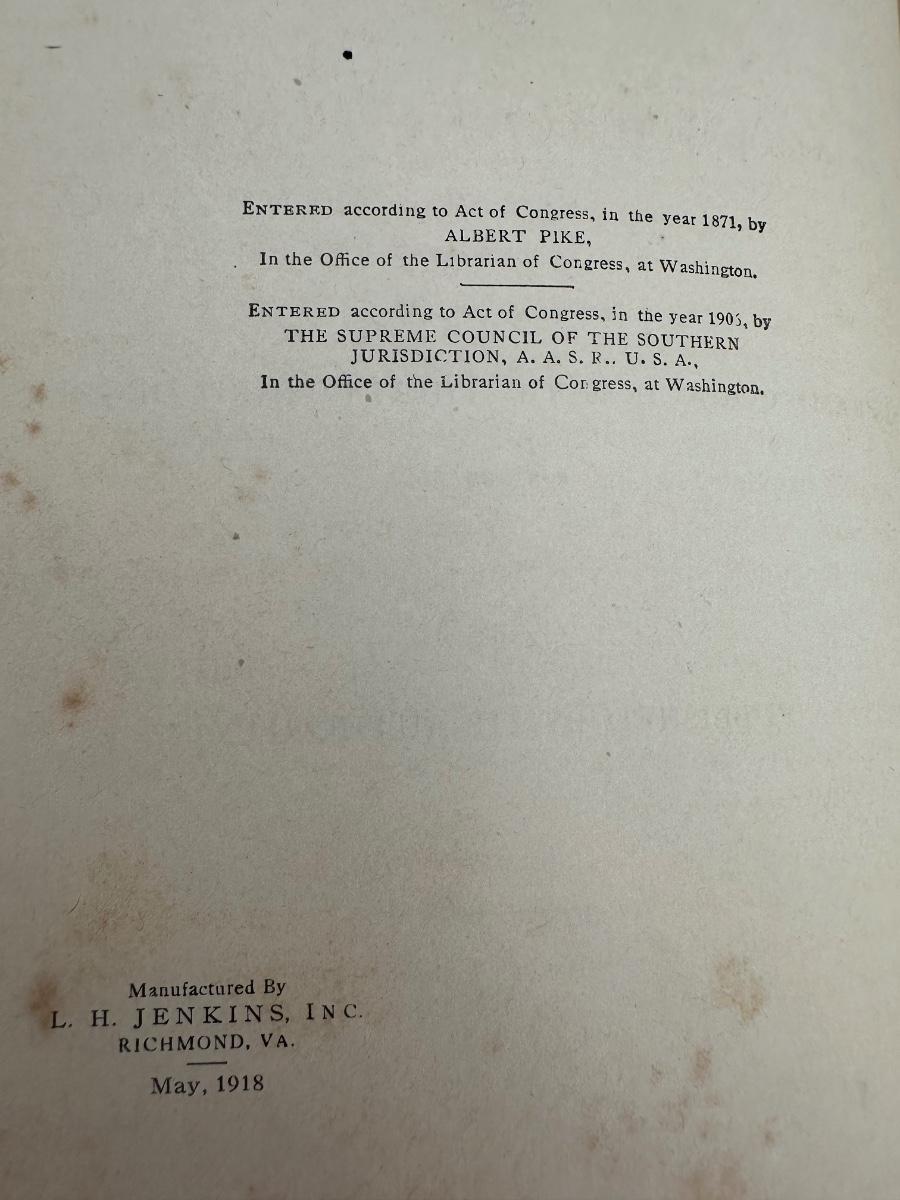 ENTERED according to Act of Congress, in the year 1871, by
ALBERT PIKE,
In the Office of the Librarian of Congress, at Washington.
ENTERED according to Act of Congress, in the year 1905, by
THE SUPREME COUNCIL OF THE SOUTHERN
JURISDICTION, A. A. S. R., U. S. A.,
In the Office of the Librarian of Congress, at Washington.
Manufactured By
L. H. JENKINS, INC.
RICHMOND, VA.
May, 1918